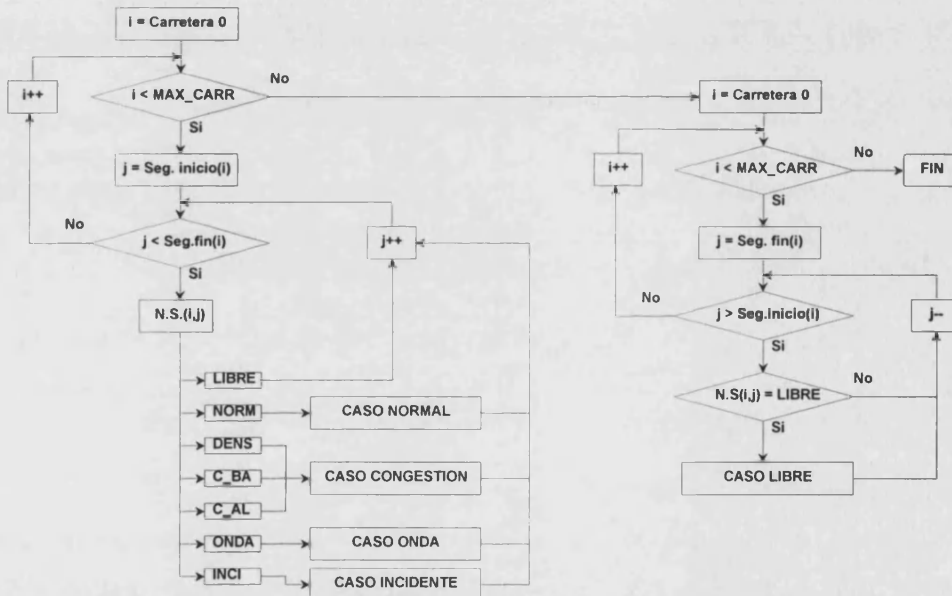 i = Carretera 0
i++
i < MAX_CARR
No
Si
j = Seg. inicio(i)
No
j < Seg.fin(i)
j++
Si
N.S.(i,j)
LIBRE
NORM
CASO NORMAL
DENS
C_BA
CASO CONGESTION
C_AL
ONDA
CASO ONDA
INCI
CASO INCIDENTE
i = Carretera 0
i++
i < MAX_CARR
No
FIN
Si
j = Seg. fin(i)
No
j > Seg.inicio(i)
j--
Si
N.S(i,j) = LIBRE
No
Si
CASO LIBRE